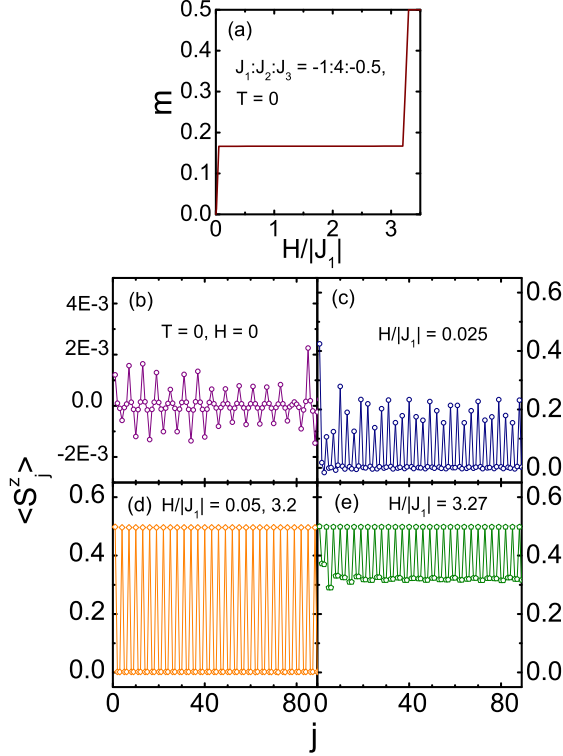 (a)
0.5
0.4
0.3
0.2
0.1
0.0
m
J₁:J₂:J₃ = -1:4:-0.5,
T = 0
0 1 2 3
H/|J₁|
(b)
4E-3
2E-3
0.0
-2E-3
T = 0, H = 0
(c)
0.6
0.4
0.2
0.0
H/|J₁| = 0.025
<Sᶻⱼ>
(d) H/|J₁| = 0.05, 3.2
0.6
0.4
0.2
0.0
0 40 80
(e) H/|J₁| = 3.27
0.6
0.4
0.2
0.0
0 40 80
j